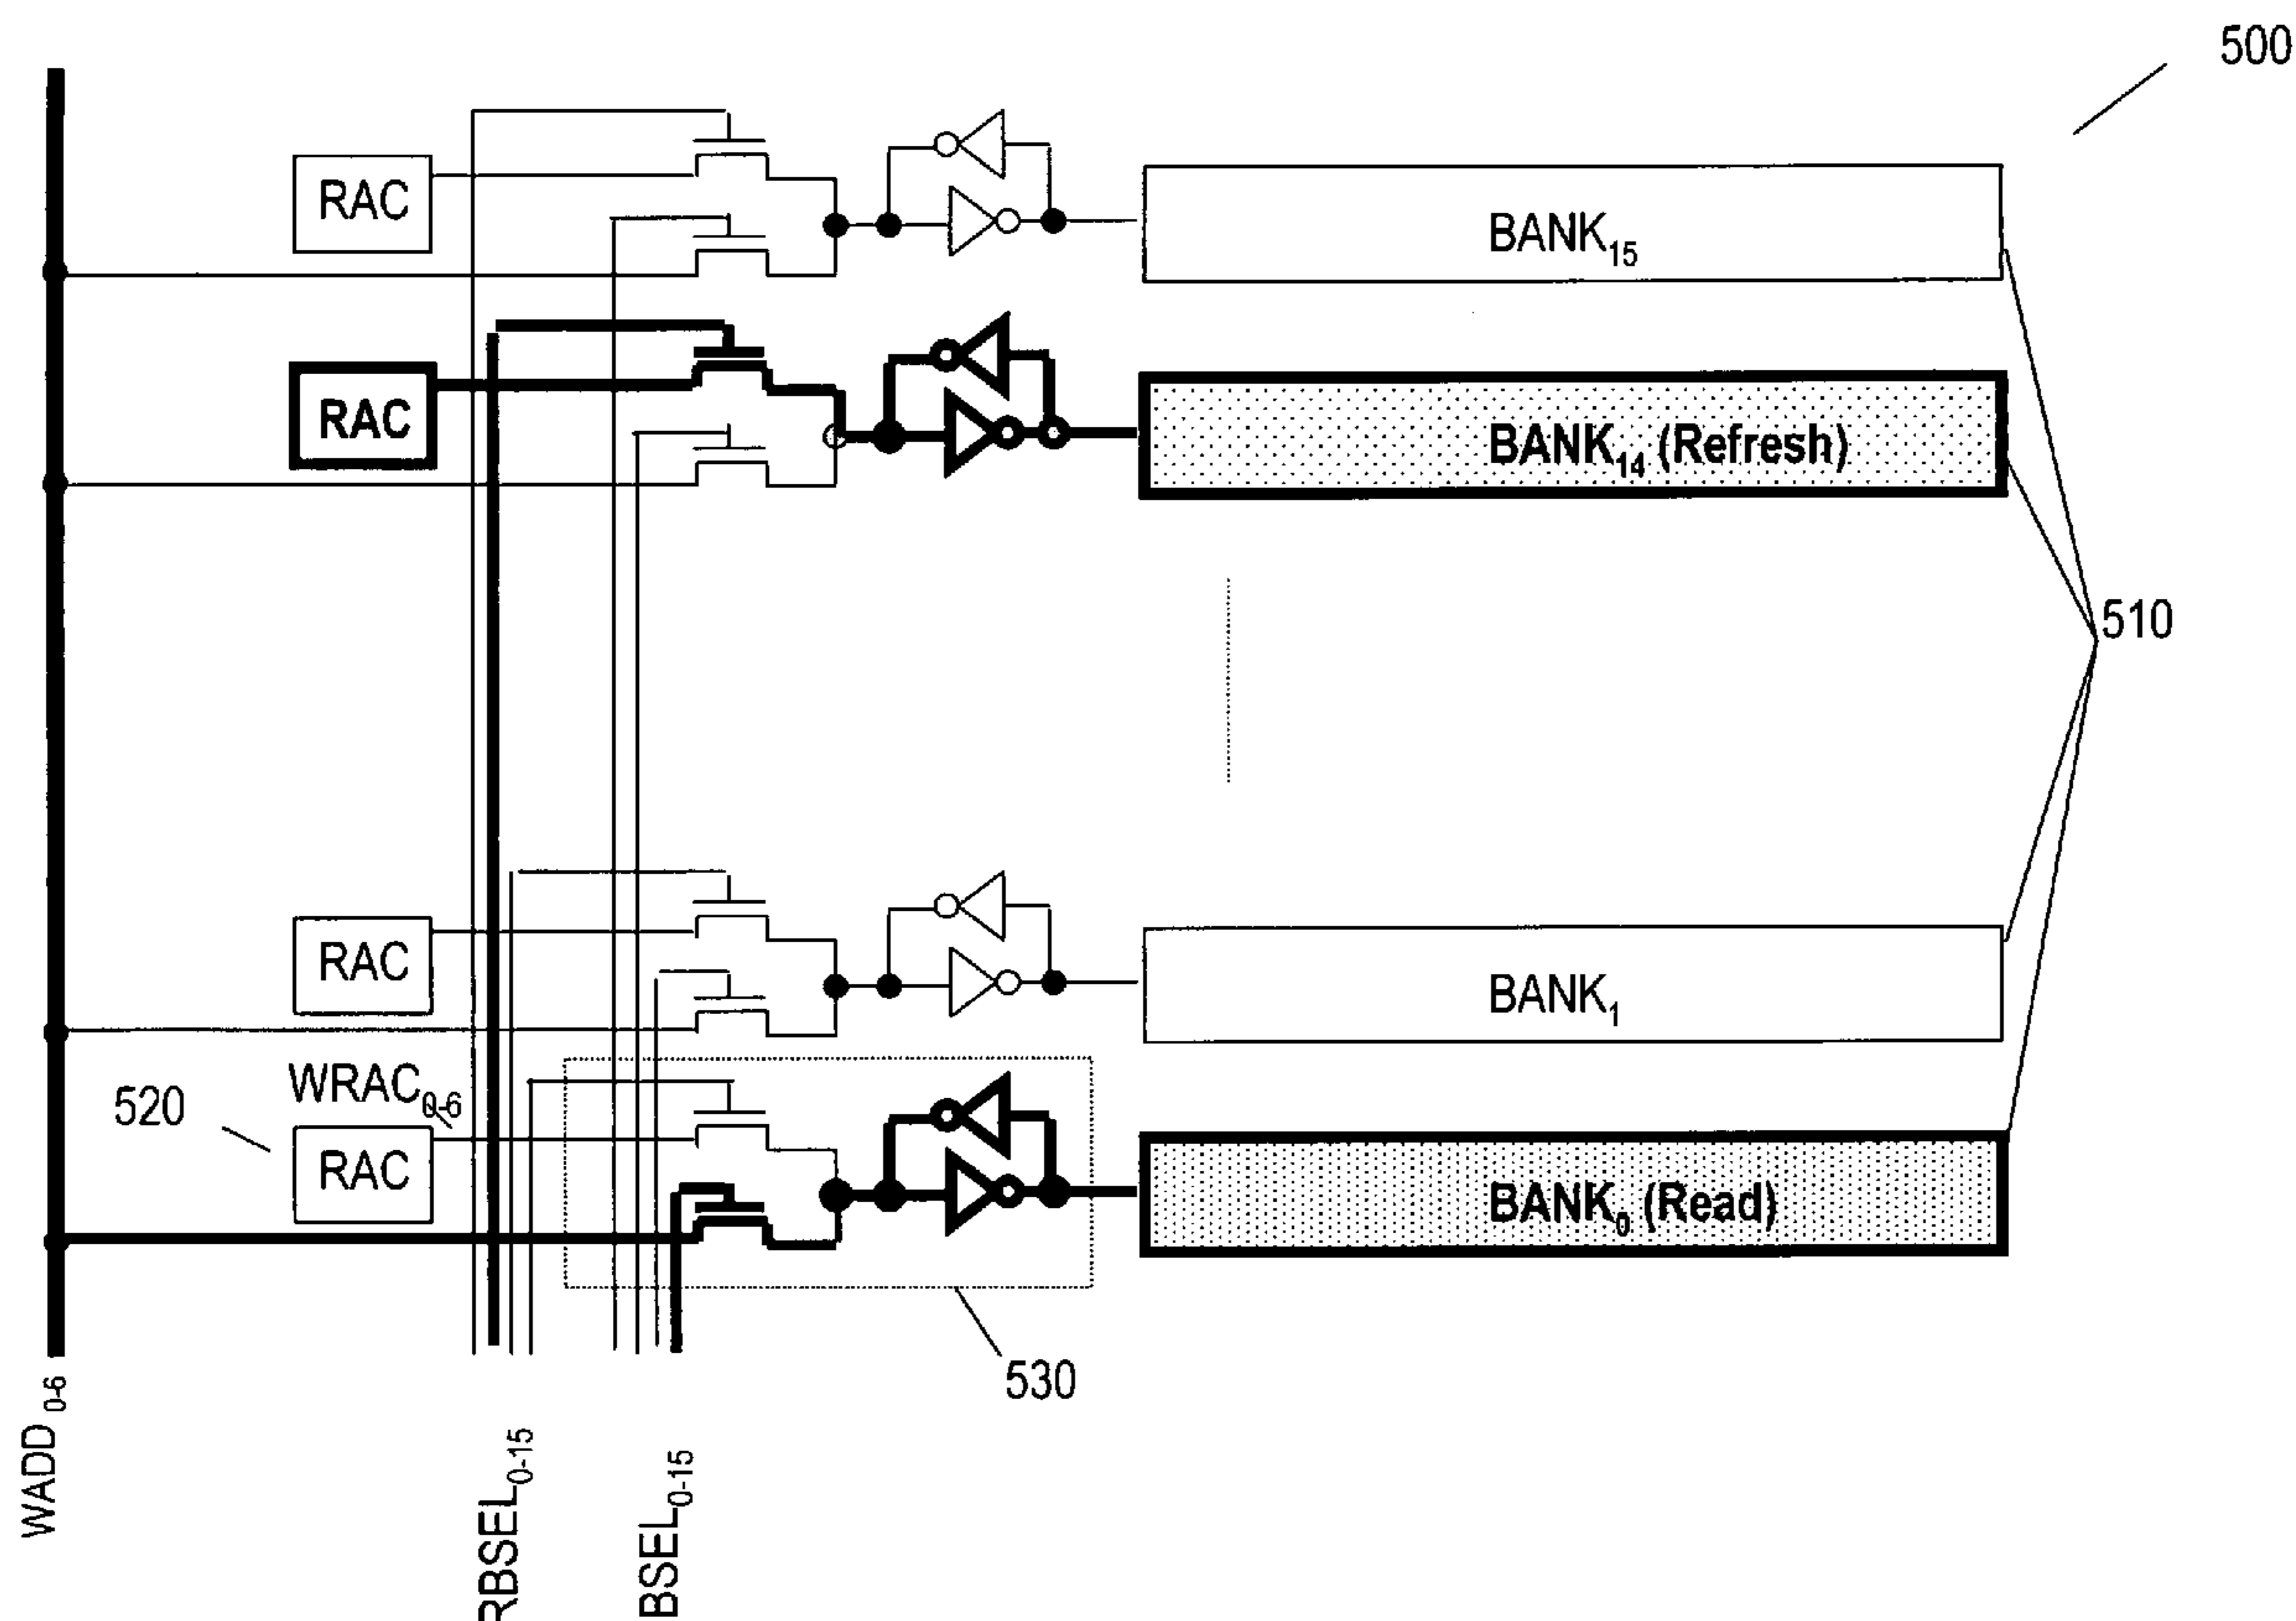 500
RAC
BANK15
RAC
BANK14 (Refresh)
510
RAC
BANK1
WRAC0-6
520
RAC
BANK0 (Read)
530
WADD 0-6
RBSEL0-15
BSEL0-15